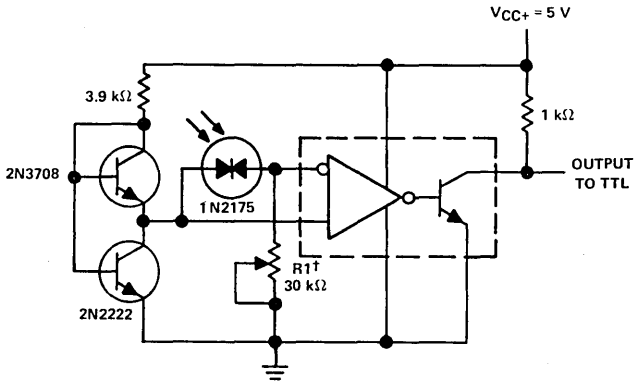 VCC+ = 5 V
3.9 kΩ
1 kΩ
2N3708
1N2175
OUTPUT
TO TTL
R1†
30 kΩ
2N2222